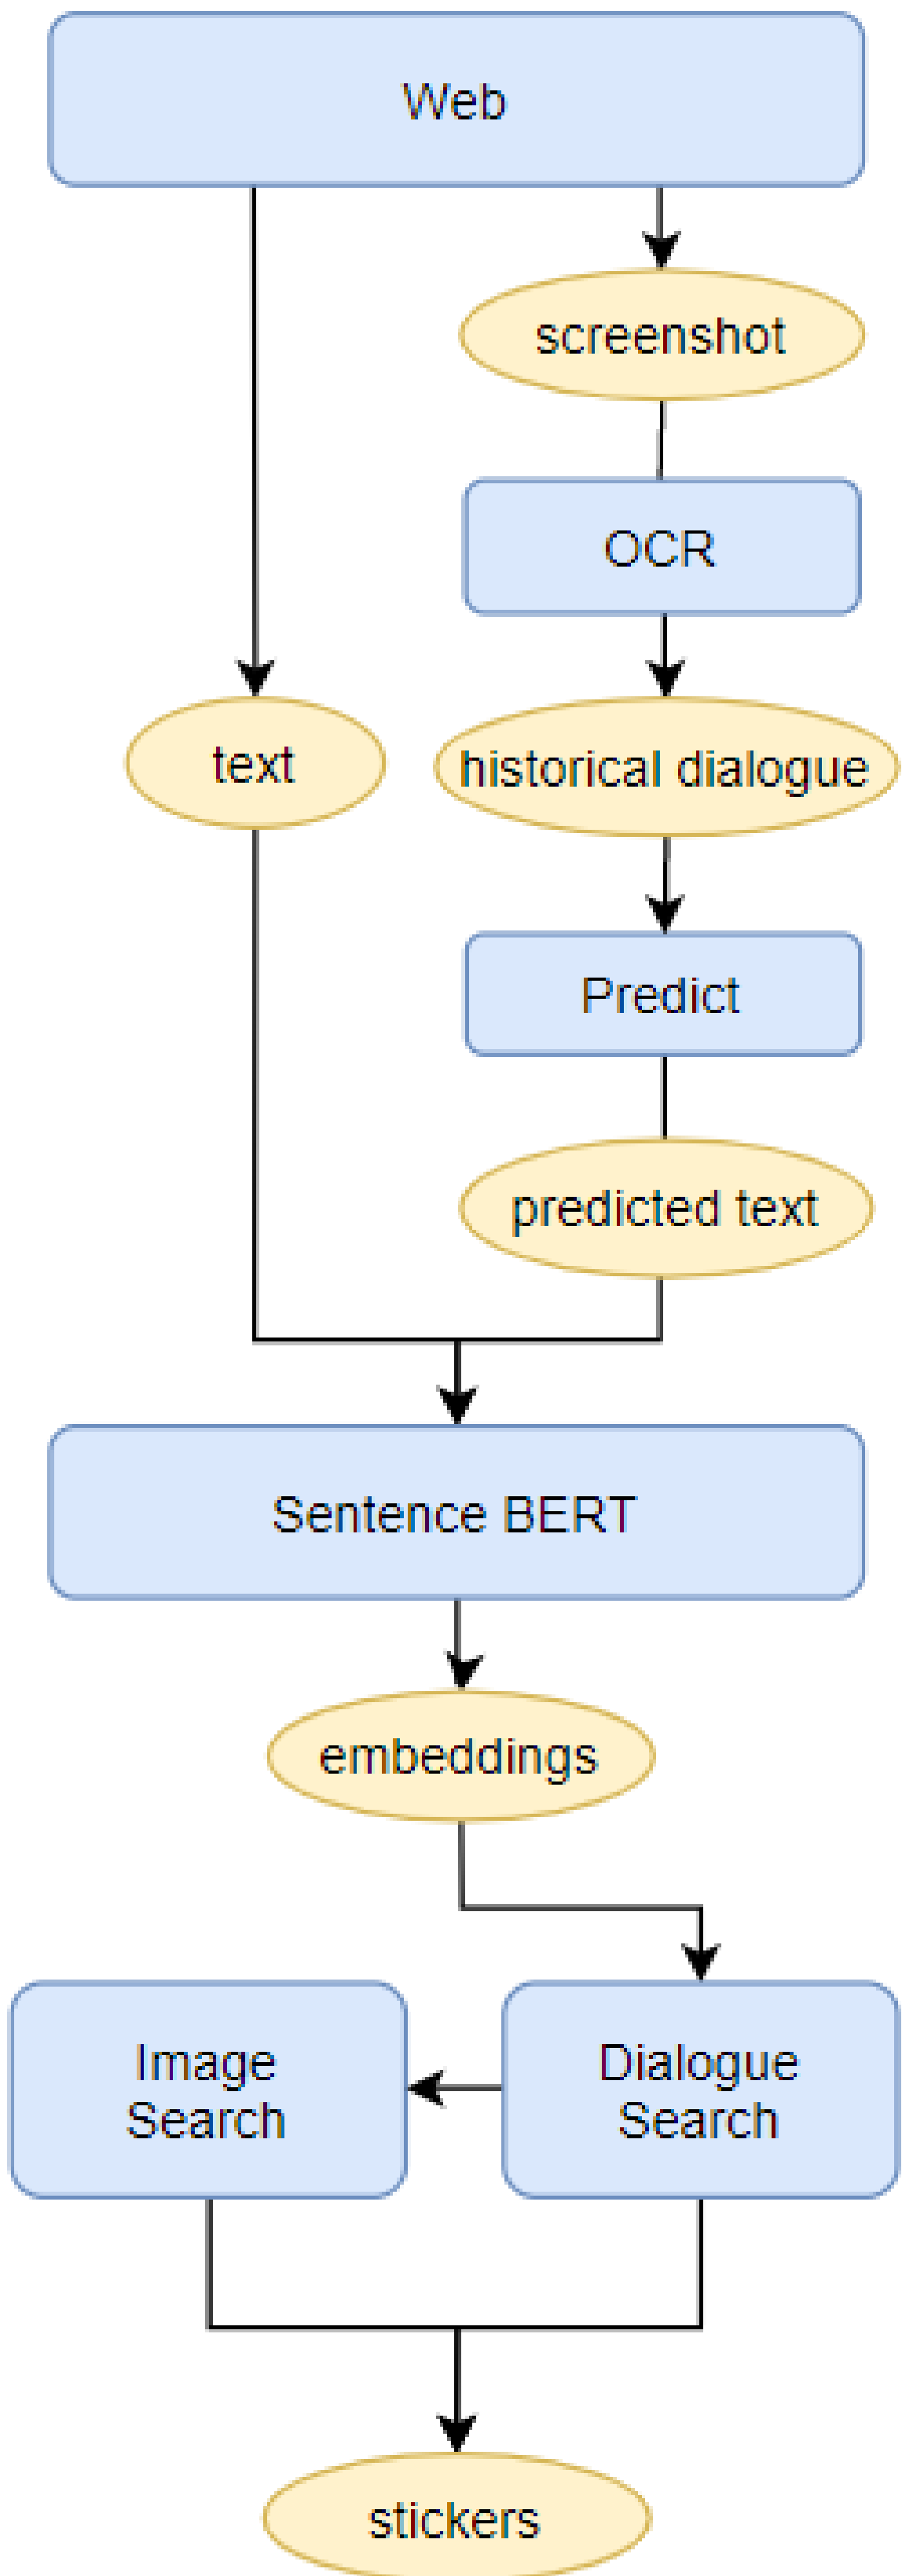 Web
screenshot
OCR
text
historical dialogue
Predict
predicted text
Sentence BERT
embeddings
Image
Search
Dialogue
Search
stickers